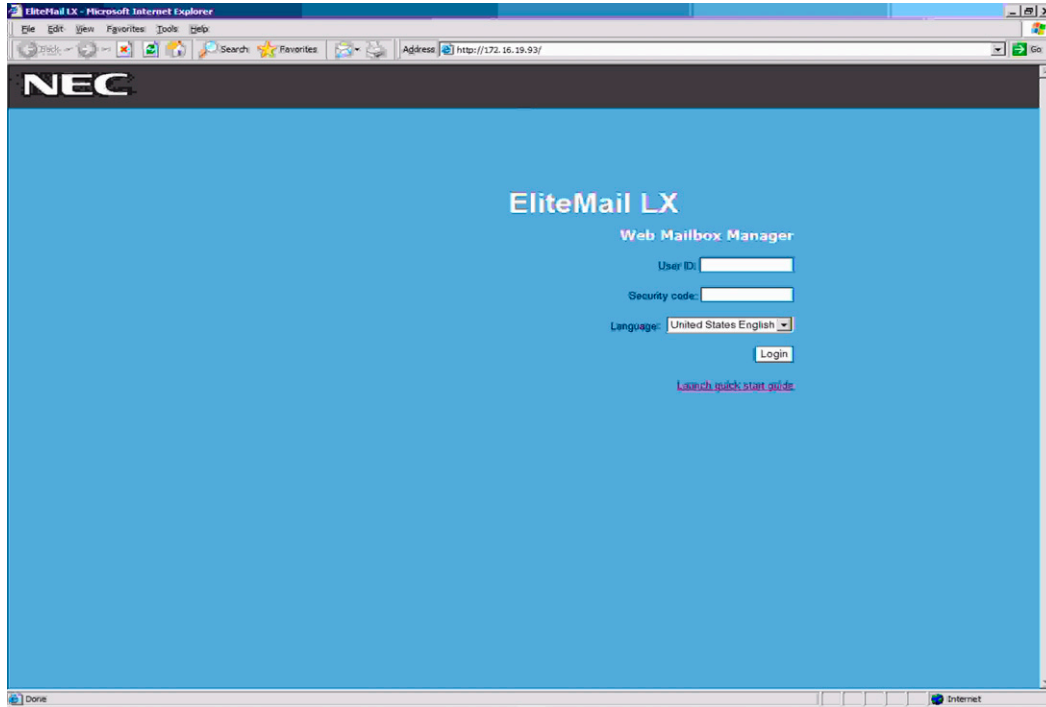 EliteMail LX - Microsoft Internet Explorer
File Edit View Favorites Tools Help
Back Search Favorites Address http://172.16.19.93/ Go
NEC
EliteMail LX
Web Mailbox Manager
User ID:
Security code:
Language: United States English
Login
Launch quick start guide
Done Internet